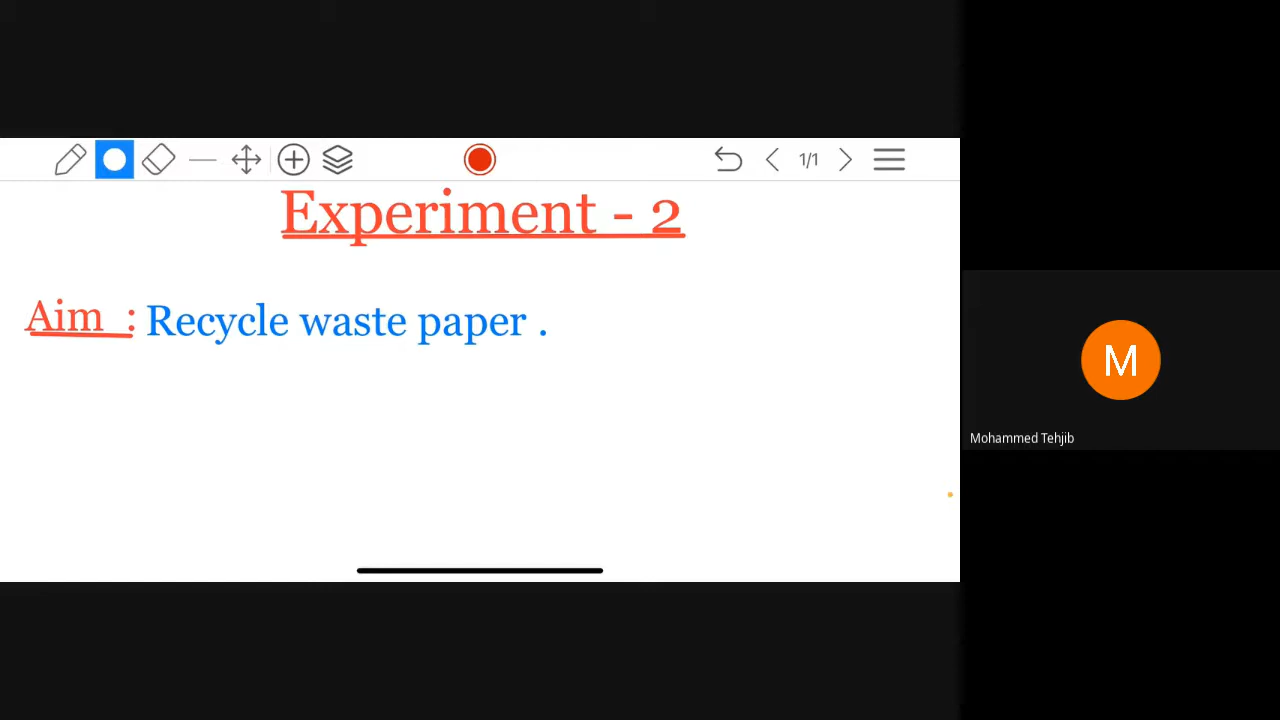 1/1
Experiment - 2
Aim : Recycle waste paper .
M
Mohammed Tehjib